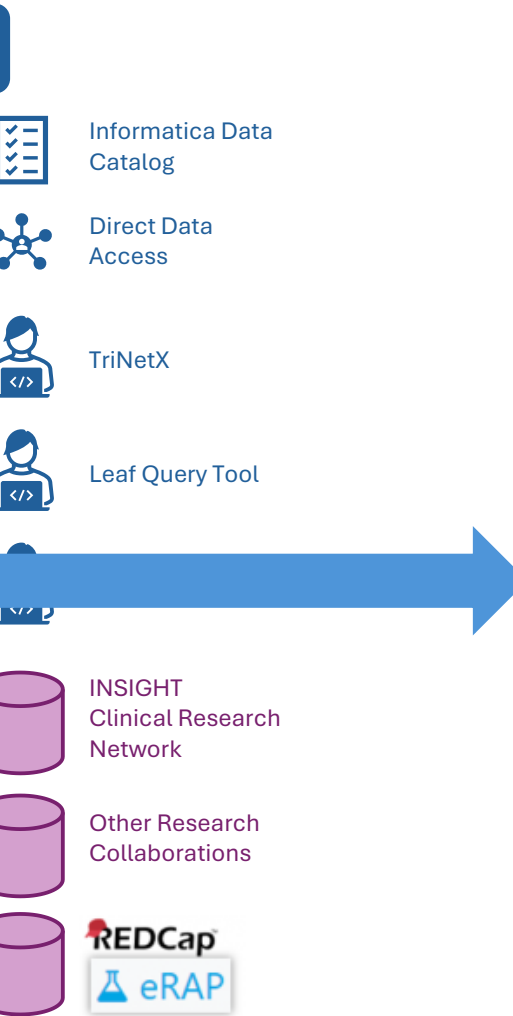 Informatica Data
Catalog
Direct Data
Access
TriNetX
</>
Leaf Query Tool
</>
INSIGHT
Clinical Research
Network
Other Research
Collaborations
REDCap
eRAP